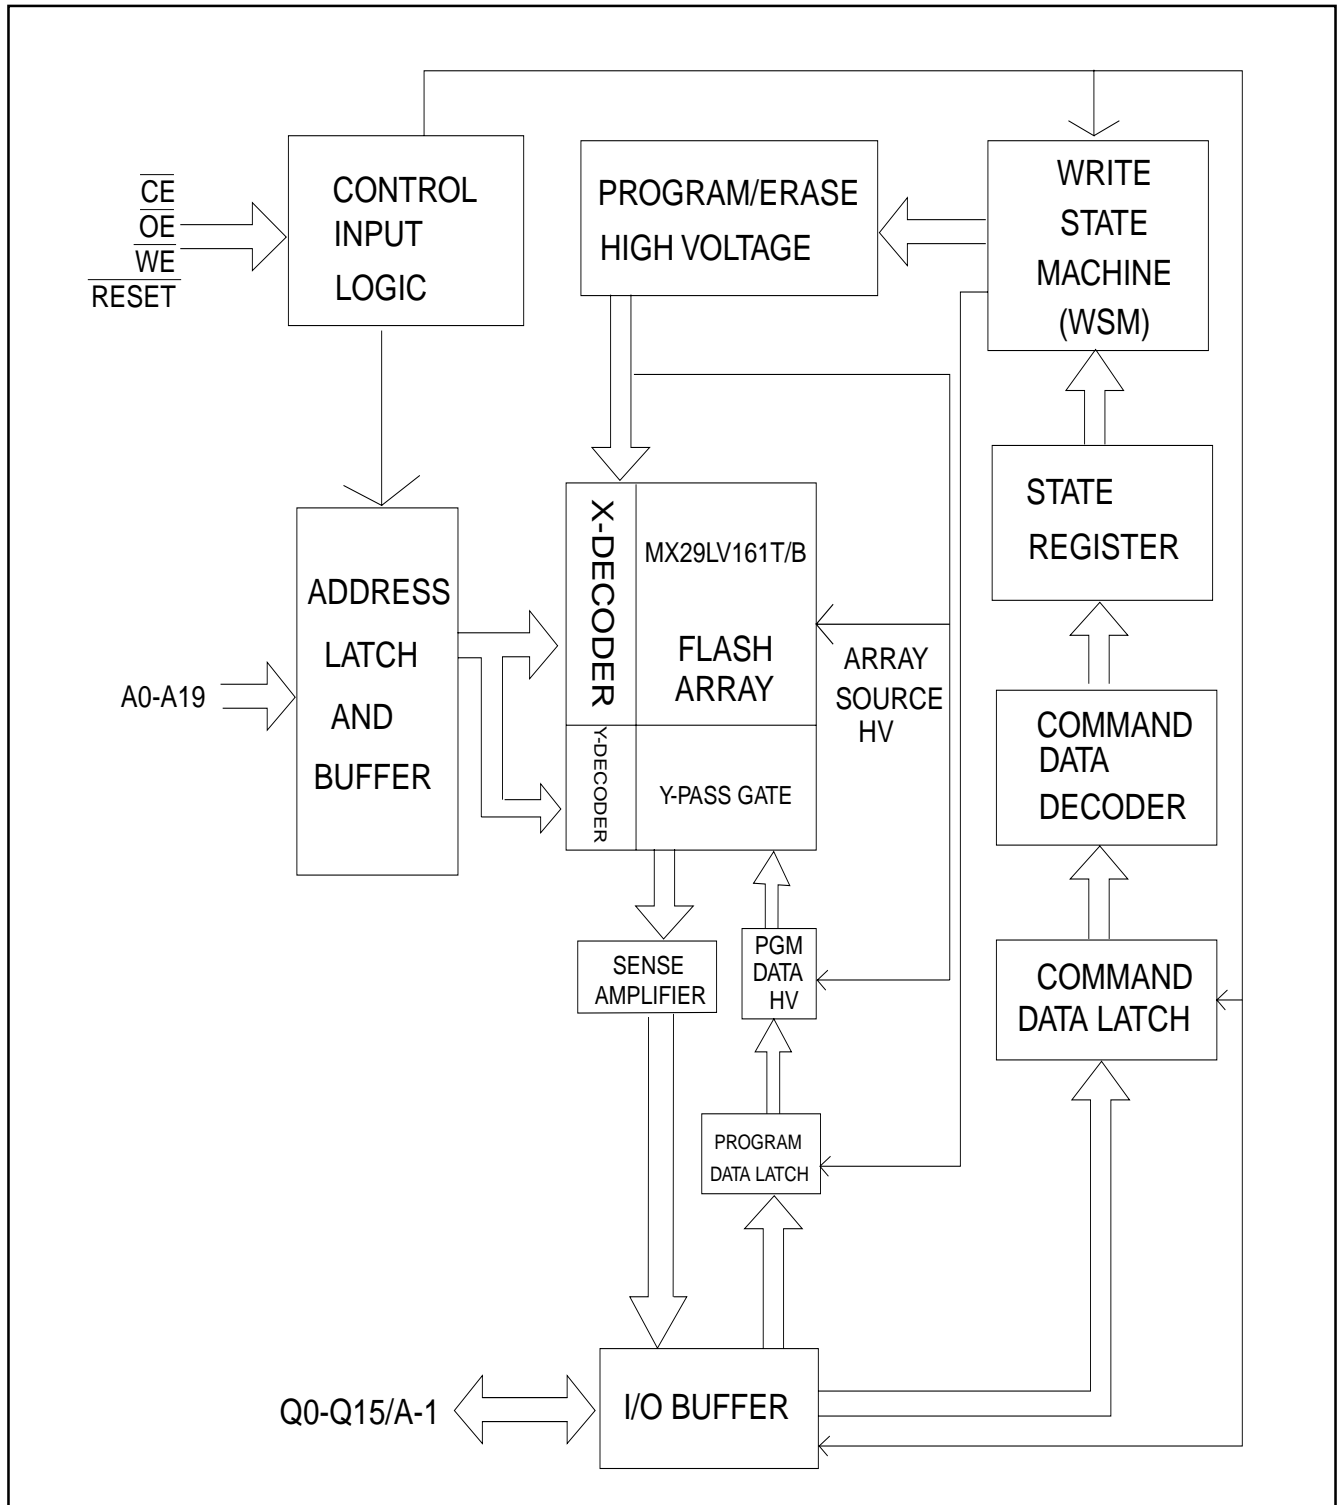 CE
OE
WE
RESET
CONTROL
INPUT
LOGIC
PROGRAM/ERASE
HIGH VOLTAGE
WRITE
STATE
MACHINE
(WSM)
STATE
REGISTER
X-DECODER
MX29LV161T/B
FLASH
ARRAY
ADDRESS
LATCH
AND
BUFFER
A0-A19
ARRAY
SOURCE
HV
Y-DECODER
Y-PASS GATE
COMMAND
DATA
DECODER
SENSE
AMPLIFIER
PGM
DATA
HV
COMMAND
DATA LATCH
PROGRAM
DATA LATCH
Q0-Q15/A-1
I/O BUFFER